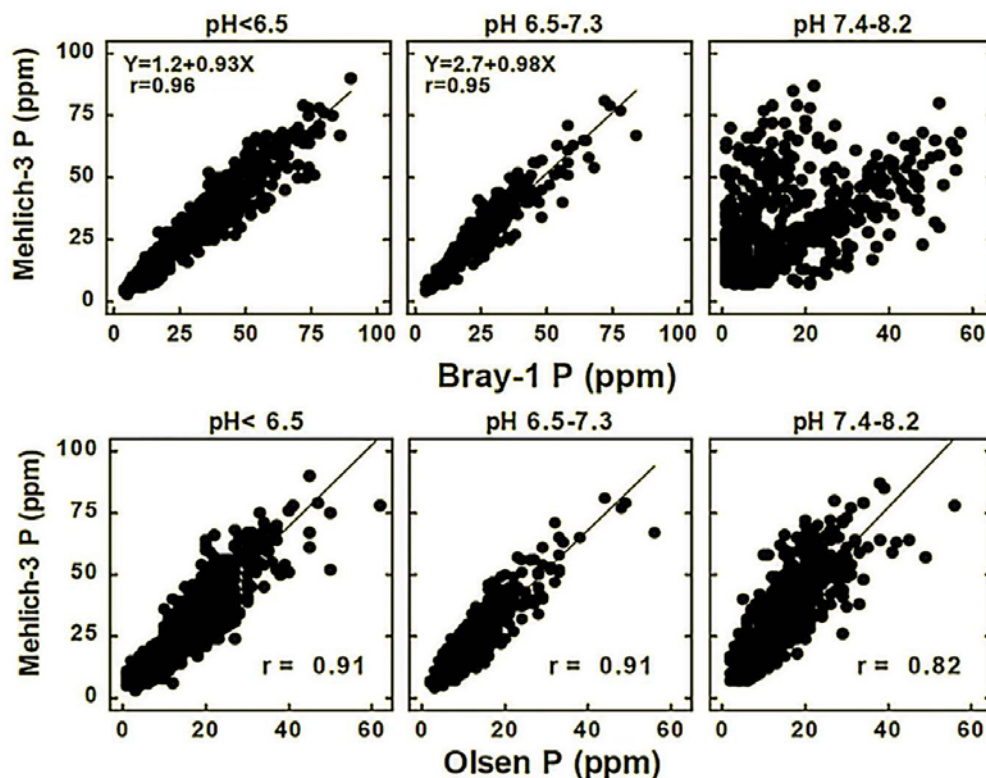 pH<6.5 pH 6.5-7.3 pH 7.4-8.2
Mehlich-3 P (ppm)
100
75
50
25
0
Y=1.2+0.93X
r=0.96
Y=2.7+0.98X
r=0.95
0 25 50 75 100 0 25 50 75 100 0 10 20 30 40 50 60
Bray-1 P (ppm)
pH< 6.5 pH 6.5-7.3 pH 7.4-8.2
Mehlich-3 P (ppm)
100
75
50
25
0
r = 0.91 r = 0.91 r = 0.82
0 20 40 60 0 20 40 60 0 20 40 60
Olsen P (ppm)